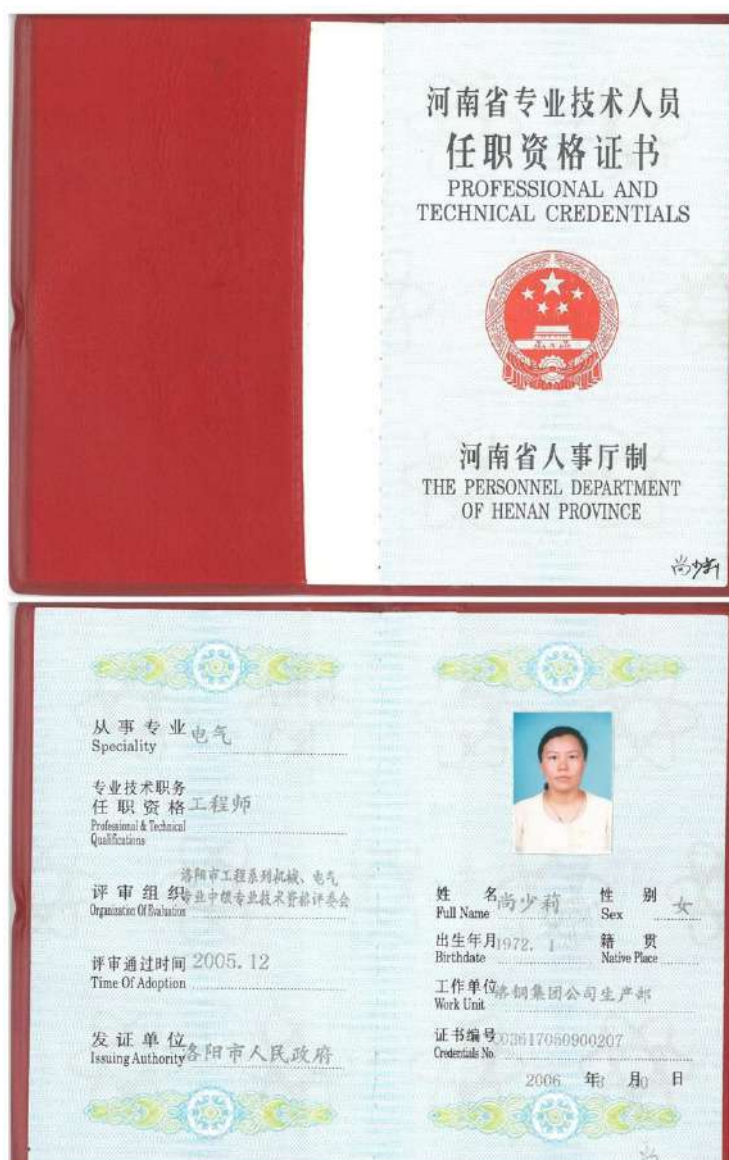 河南省专业技术人员
任职资格证书
PROFESSIONAL AND
TECHNICAL CREDENTIALS
河南省人事厅制
THE PERSONNEL DEPARTMENT
OF HENAN PROVINCE
尚少莉
从事专业 电气
Speciality
专业技术职务
任职资格 工程师
Professional & Technical
Qualifications
洛阳市工程系列机械、电气
评审组织 专业中级专业技术资格评委会
Organization Of Evaluation
评审通过时间 2005.12
Time Of Adoption
发证单位 洛阳市人民政府
Issuing Authority
姓名 尚少莉 性别 女
Full Name Sex
出生年月 1972. 1 籍贯
Birthdate Native Place
工作单位 洛铜集团公司生产部
Work Unit
证书编号 C03617050900207
Credentials No.
2006 年 月 日
尚